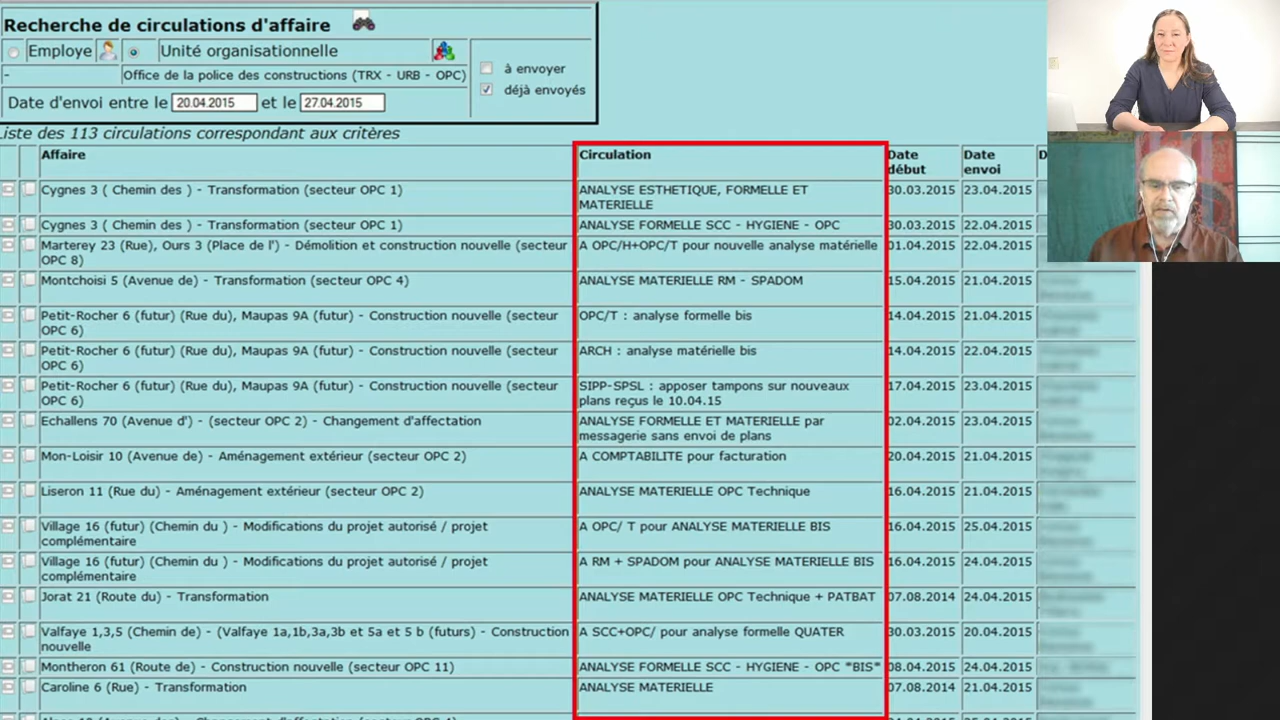 Recherche de circulations d'affaire
Employe Unité organisationnelle
- Office de la police des constructions (TRX - URB - OPC)
à envoyer
déjà envoyés
Date d'envoi entre le 20.04.2015 et le 27.04.2015
Liste des 113 circulations correspondant aux critères
Affaire Circulation Date début Date envoi D
Cygnes 3 ( Chemin des ) - Transformation (secteur OPC 1) ANALYSE ESTHETIQUE, FORMELLE ET MATERIELLE 30.03.2015 23.04.2015
Cygnes 3 ( Chemin des ) - Transformation (secteur OPC 1) ANALYSE FORMELLE SCC - HYGIENE - OPC 30.03.2015 22.04.2015
Marterey 23 (Rue), Ours 3 (Place de l') - Démolition et construction nouvelle (secteur OPC 8) A OPC/H+OPC/T pour nouvelle analyse matérielle 01.04.2015 22.04.2015
Montchoisi 5 (Avenue de) - Transformation (secteur OPC 4) ANALYSE MATERIELLE RM - SPADOM 15.04.2015 21.04.2015
Petit-Rocher 6 (futur) (Rue du), Maupas 9A (futur) - Construction nouvelle (secteur OPC 6) OPC/T : analyse formelle bis 14.04.2015 21.04.2015
Petit-Rocher 6 (futur) (Rue du), Maupas 9A (futur) - Construction nouvelle (secteur OPC 6) ARCH : analyse matérielle bis 14.04.2015 22.04.2015
Petit-Rocher 6 (futur) (Rue du), Maupas 9A (futur) - Construction nouvelle (secteur OPC 6) SIPP-SPSL : apposer tampons sur nouveaux plans reçus le 10.04.15 17.04.2015 23.04.2015
Echallens 70 (Avenue d') - (secteur OPC 2) - Changement d'affectation ANALYSE FORMELLE ET MATERIELLE par messagerie sans envoi de plans 02.04.2015 23.04.2015
Mon-Loisir 10 (Avenue de) - Aménagement extérieur (secteur OPC 2) A COMPTABILITE pour facturation 20.04.2015 21.04.2015
Liseron 11 (Rue du) - Aménagement extérieur (secteur OPC 2) ANALYSE MATERIELLE OPC Technique 16.04.2015 21.04.2015
Village 16 (futur) (Chemin du ) - Modifications du projet autorisé / projet complémentaire A OPC/ T pour ANALYSE MATERIELLE BIS 16.04.2015 25.04.2015
Village 16 (futur) (Chemin du ) - Modifications du projet autorisé / projet complémentaire A RM + SPADOM pour ANALYSE MATERIELLE BIS 16.04.2015 24.04.2015
Jorat 21 (Route du) - Transformation ANALYSE MATERIELLE OPC Technique + PATBAT 07.08.2014 24.04.2015
Valfaye 1,3,5 (Chemin de) - (Valfaye 1a,1b,3a,3b et 5a et 5 b (futurs) - Construction nouvelle A SCC+OPC/ pour analyse formelle QUATER 30.03.2015 20.04.2015
Montheron 61 (Route de) - Construction nouvelle (secteur OPC 11) ANALYSE FORMELLE SCC - HYGIENE - OPC *BIS* 08.04.2015 24.04.2015
Caroline 6 (Rue) - Transformation ANALYSE MATERIELLE 07.08.2014 21.04.2015